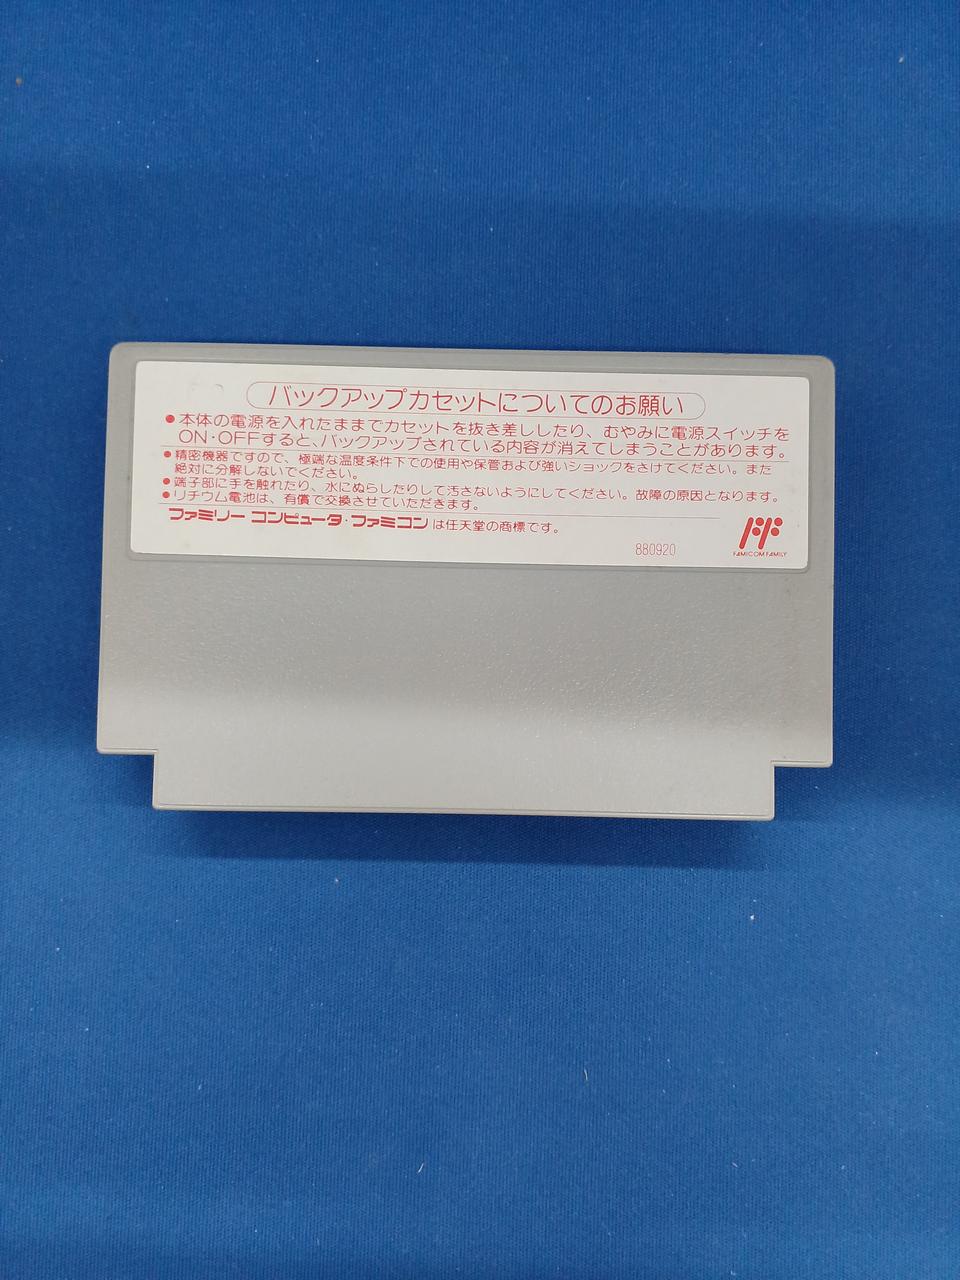 バックアップカセットについてのお願い
●本体の電源を入れたままでカセットを抜き差ししたり、むやみに電源スイッチを
ON・OFFすると、バックアップされている内容が消えてしまうことがあります。
●精密機器ですので、極端な温度条件下での使用や保管および強いショックをさけてください。また
絶対に分解しないでください。
●端子部に手を触れたり、水にぬらしたりして汚さないようにしてください。故障の原因となります。
●リチウム電池は、有償で交換させていただきます。
ファミリー コンピュータ・ファミコンは任天堂の商標です。
880920
FAMICOM FAMILY